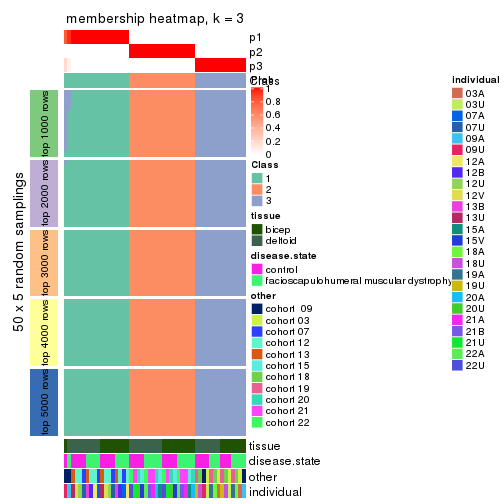 membership heatmap, k = 3
p1
p2
p3
Class
1
0.8
0.6
0.4
0.2
0
Class
1
2
3
tissue
bicep
deltoid
disease.state
control
facioscapulohumeral muscular dystrophy
other
cohort 09
cohort 03
cohort 07
cohort 12
cohort 13
cohort 15
cohort 18
cohort 19
cohort 20
cohort 21
cohort 22
individual
03A
03U
07A
07U
09A
09U
12A
12B
12U
12V
13B
13U
15A
15V
18A
18U
19A
19U
20A
21A
21B
21U
22A
22U
50 x 5 random samplings
top 1000 rows
top 2000 rows
top 3000 rows
top 4000 rows
top 5000 rows
tissue
disease.state
other
individual